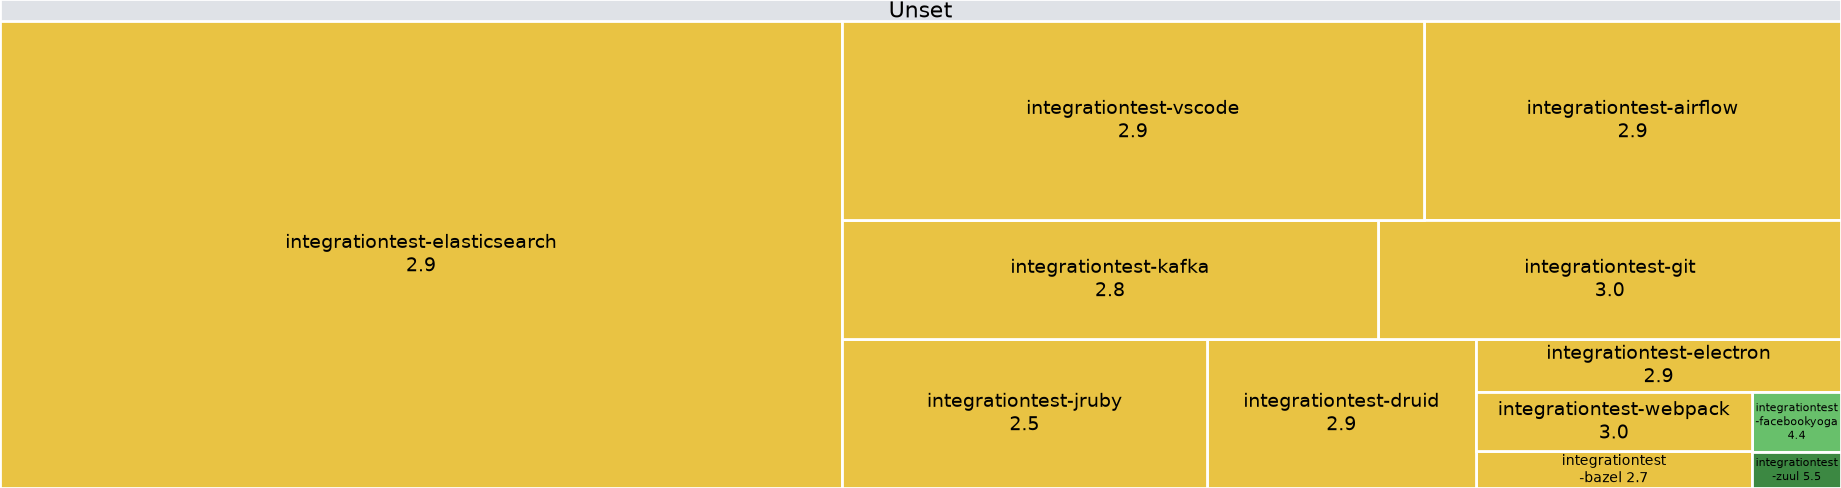 Unset
integrationtest-elasticsearch
2.9
integrationtest-vscode
2.9
integrationtest-airflow
2.9
integrationtest-kafka
2.8
integrationtest-git
3.0
integrationtest-jruby
2.5
integrationtest-druid
2.9
integrationtest-electron
2.9
integrationtest-webpack
3.0
integrationtest
-facebookyoga
4.4
integrationtest
-bazel 2.7
integrationtest
-zuul 5.5